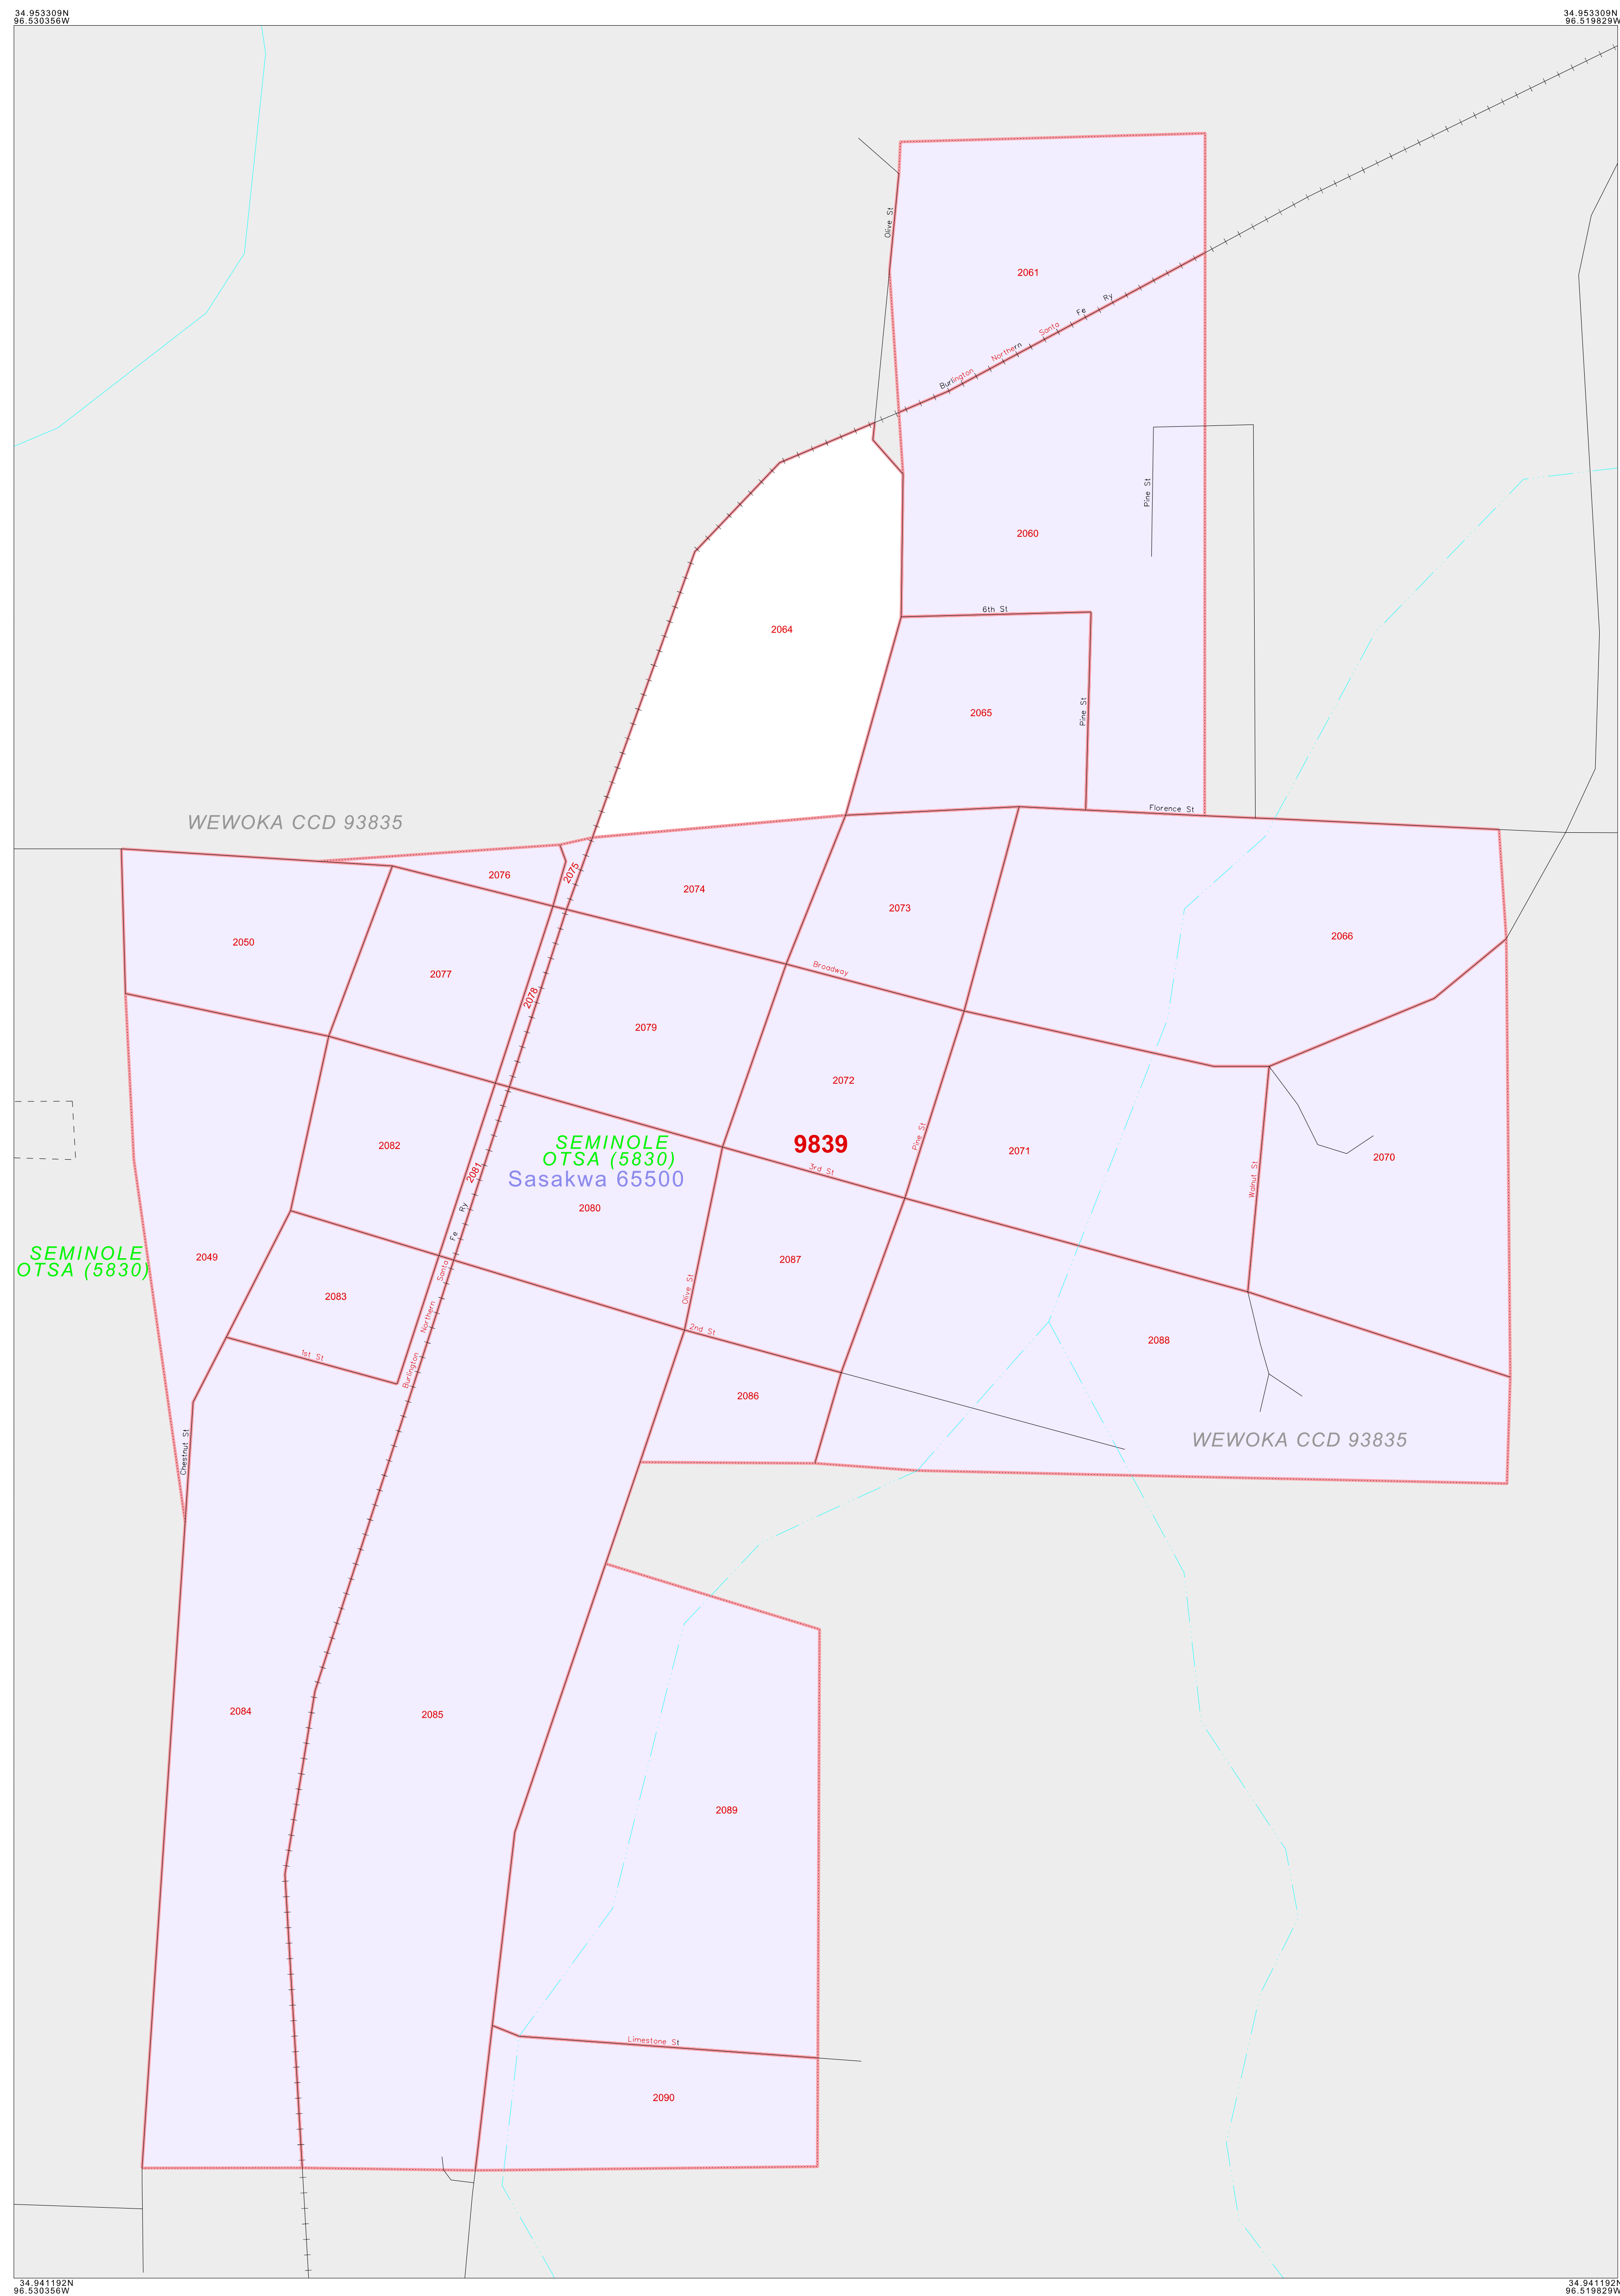 34.953309N
96.530356W
34.953309N
96.519829W
Olive St
2061
Burlington Northern Santa Fe Ry
Pine St
2060
6th St
2064
2065
Pine St
Florence St
WEWOKA CCD 93835
2076
2075
2074
2073
2050
2066
2077
Broadway
2078
2079
2072
Pine St
2082
SEMINOLE
OTSA (5830)
9839
2071
2070
2081
Sasakwa 65500
3rd St
Walnut St
2080
SEMINOLE
OTSA (5830)
2049
2087
Burlington Northern Santa Fe Ry
Olive St
2083
2nd St
2088
1st St
2086
Chestnut St
WEWOKA CCD 93835
2084
2085
2089
Limestone St
2090
34.941192N
96.530356W
34.941192N
96.519829W